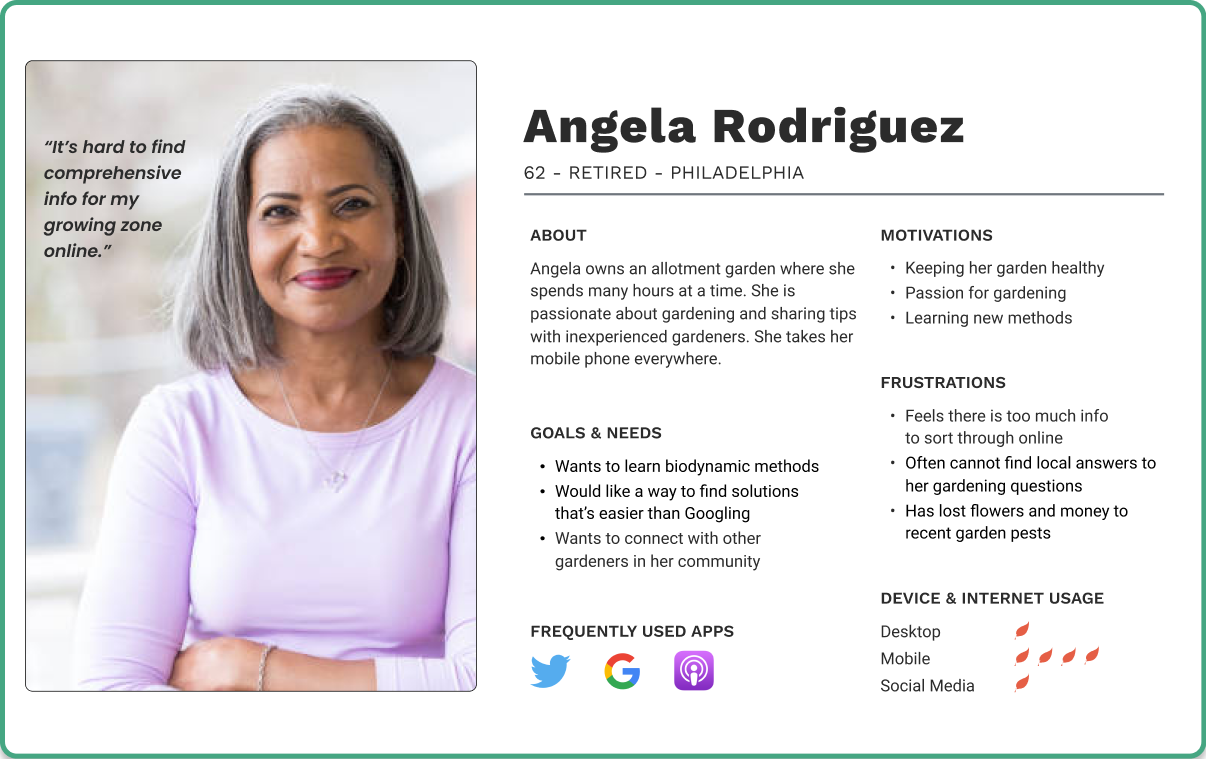 “It’s hard to find
comprehensive
info for my
growing zone
online.”
Angela Rodriguez
62 - RETIRED - PHILADELPHIA
ABOUT
Angela owns an allotment garden where she
spends many hours at a time. She is
passionate about gardening and sharing tips
with inexperienced gardeners. She takes her
mobile phone everywhere.
GOALS & NEEDS
• Wants to learn biodynamic methods
• Would like a way to find solutions
that’s easier than Googling
• Wants to connect with other
gardeners in her community
FREQUENTLY USED APPS
MOTIVATIONS
• Keeping her garden healthy
• Passion for gardening
• Learning new methods
FRUSTRATIONS
• Feels there is too much info
to sort through online
• Often cannot find local answers to
her gardening questions
• Has lost flowers and money to
recent garden pests
DEVICE & INTERNET USAGE
Desktop
Mobile
Social Media